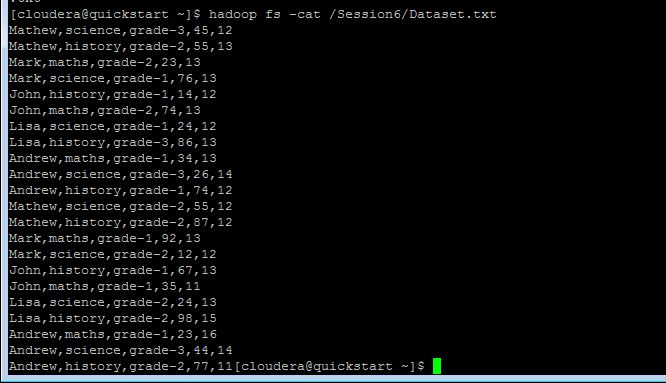 [cloudera@quickstart ~]$ hadoop fs -cat /Session6/Dataset.txt
Mathew,science,grade-3,45,12
Mathew,history,grade-2,55,13
Mark,maths,grade-2,23,13
Mark,science,grade-1,76,13
John,history,grade-1,14,12
John,maths,grade-2,74,13
Lisa,science,grade-1,24,12
Lisa,history,grade-3,86,13
Andrew,maths,grade-1,34,13
Andrew,science,grade-3,26,14
Andrew,history,grade-1,74,12
Mathew,science,grade-2,55,12
Mathew,history,grade-2,87,12
Mark,maths,grade-1,92,13
Mark,science,grade-2,12,12
John,history,grade-1,67,13
John,maths,grade-1,35,11
Lisa,science,grade-2,24,13
Lisa,history,grade-2,98,15
Andrew,maths,grade-1,23,16
Andrew,science,grade-3,44,14
Andrew,history,grade-2,77,11[cloudera@quickstart ~]$